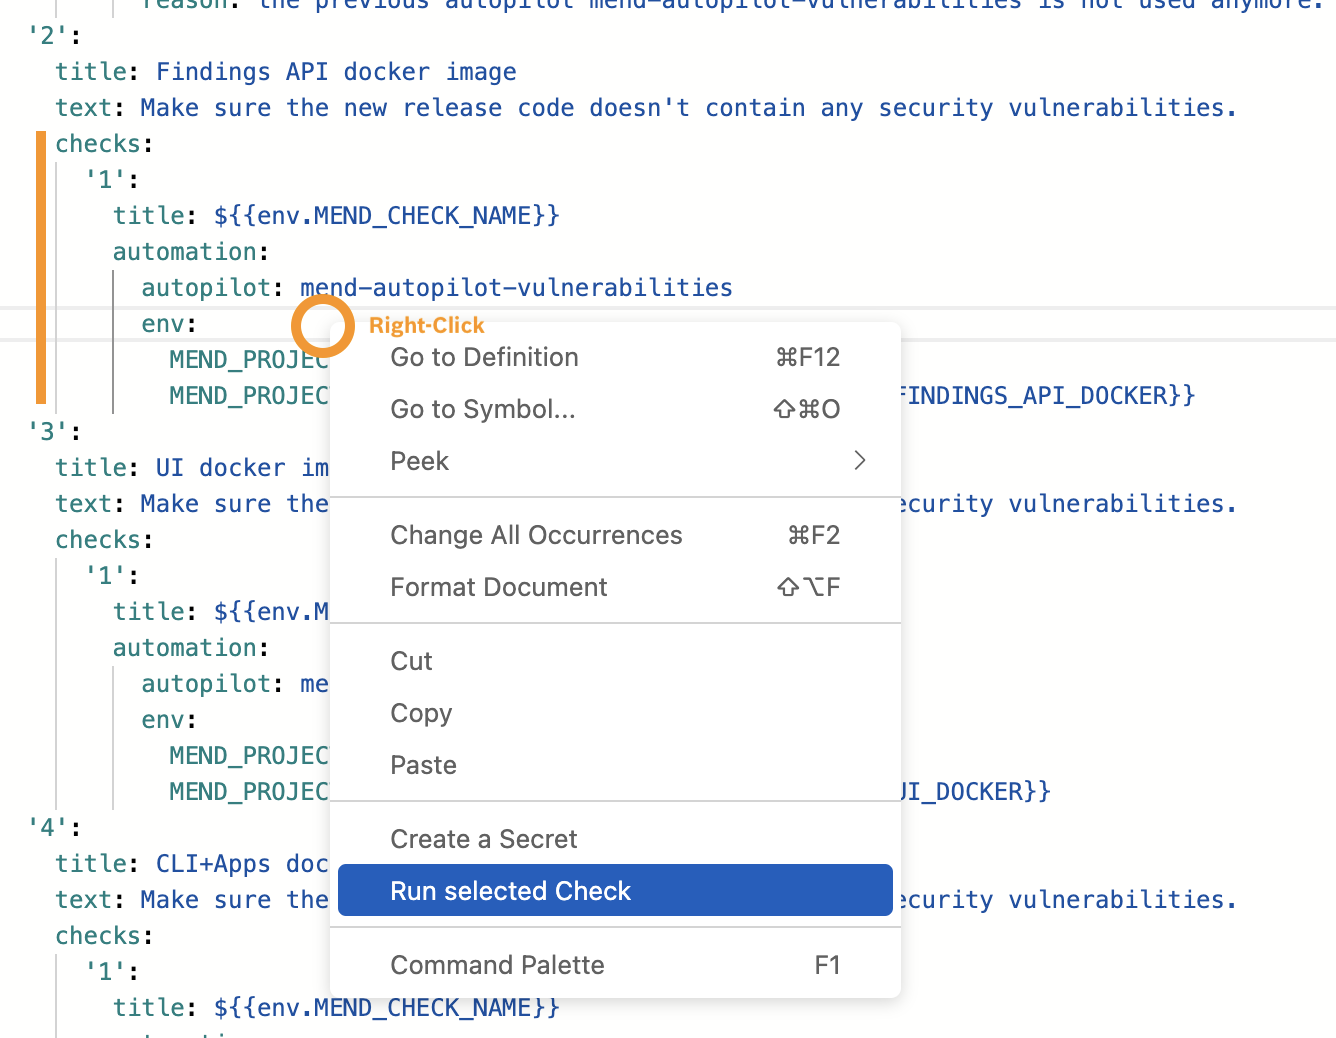 reason: the previous autopilot mend-autopilot-vulnerabilities is not used anymore.
'2':
title: Findings API docker image
text: Make sure the new release code doesn't contain any security vulnerabilities.
checks:
'1':
title: ${{env.MEND_CHECK_NAME}}
automation:
autopilot: mend-autopilot-vulnerabilities
env:
Right-Click
MEND_PROJEC
Go to Definition ⌘F12
MEND_PROJEC FINDINGS_API_DOCKER}}
Go to Symbol... ⇧⌘O
'3':
Peek
title: UI docker im
text: Make sure the ecurity vulnerabilities.
checks:
Change All Occurrences ⌘F2
'1':
Format Document ⇧⌥F
title: ${{env.M
automation:
Cut
autopilot: me
env:
Copy
MEND_PROJEC
Paste
MEND_PROJEC UI_DOCKER}}
'4':
Create a Secret
title: CLI+Apps doc
Run selected Check
text: Make sure the ecurity vulnerabilities.
checks:
Command Palette F1
'1':
title: ${{env.MEND_CHECK_NAME}}